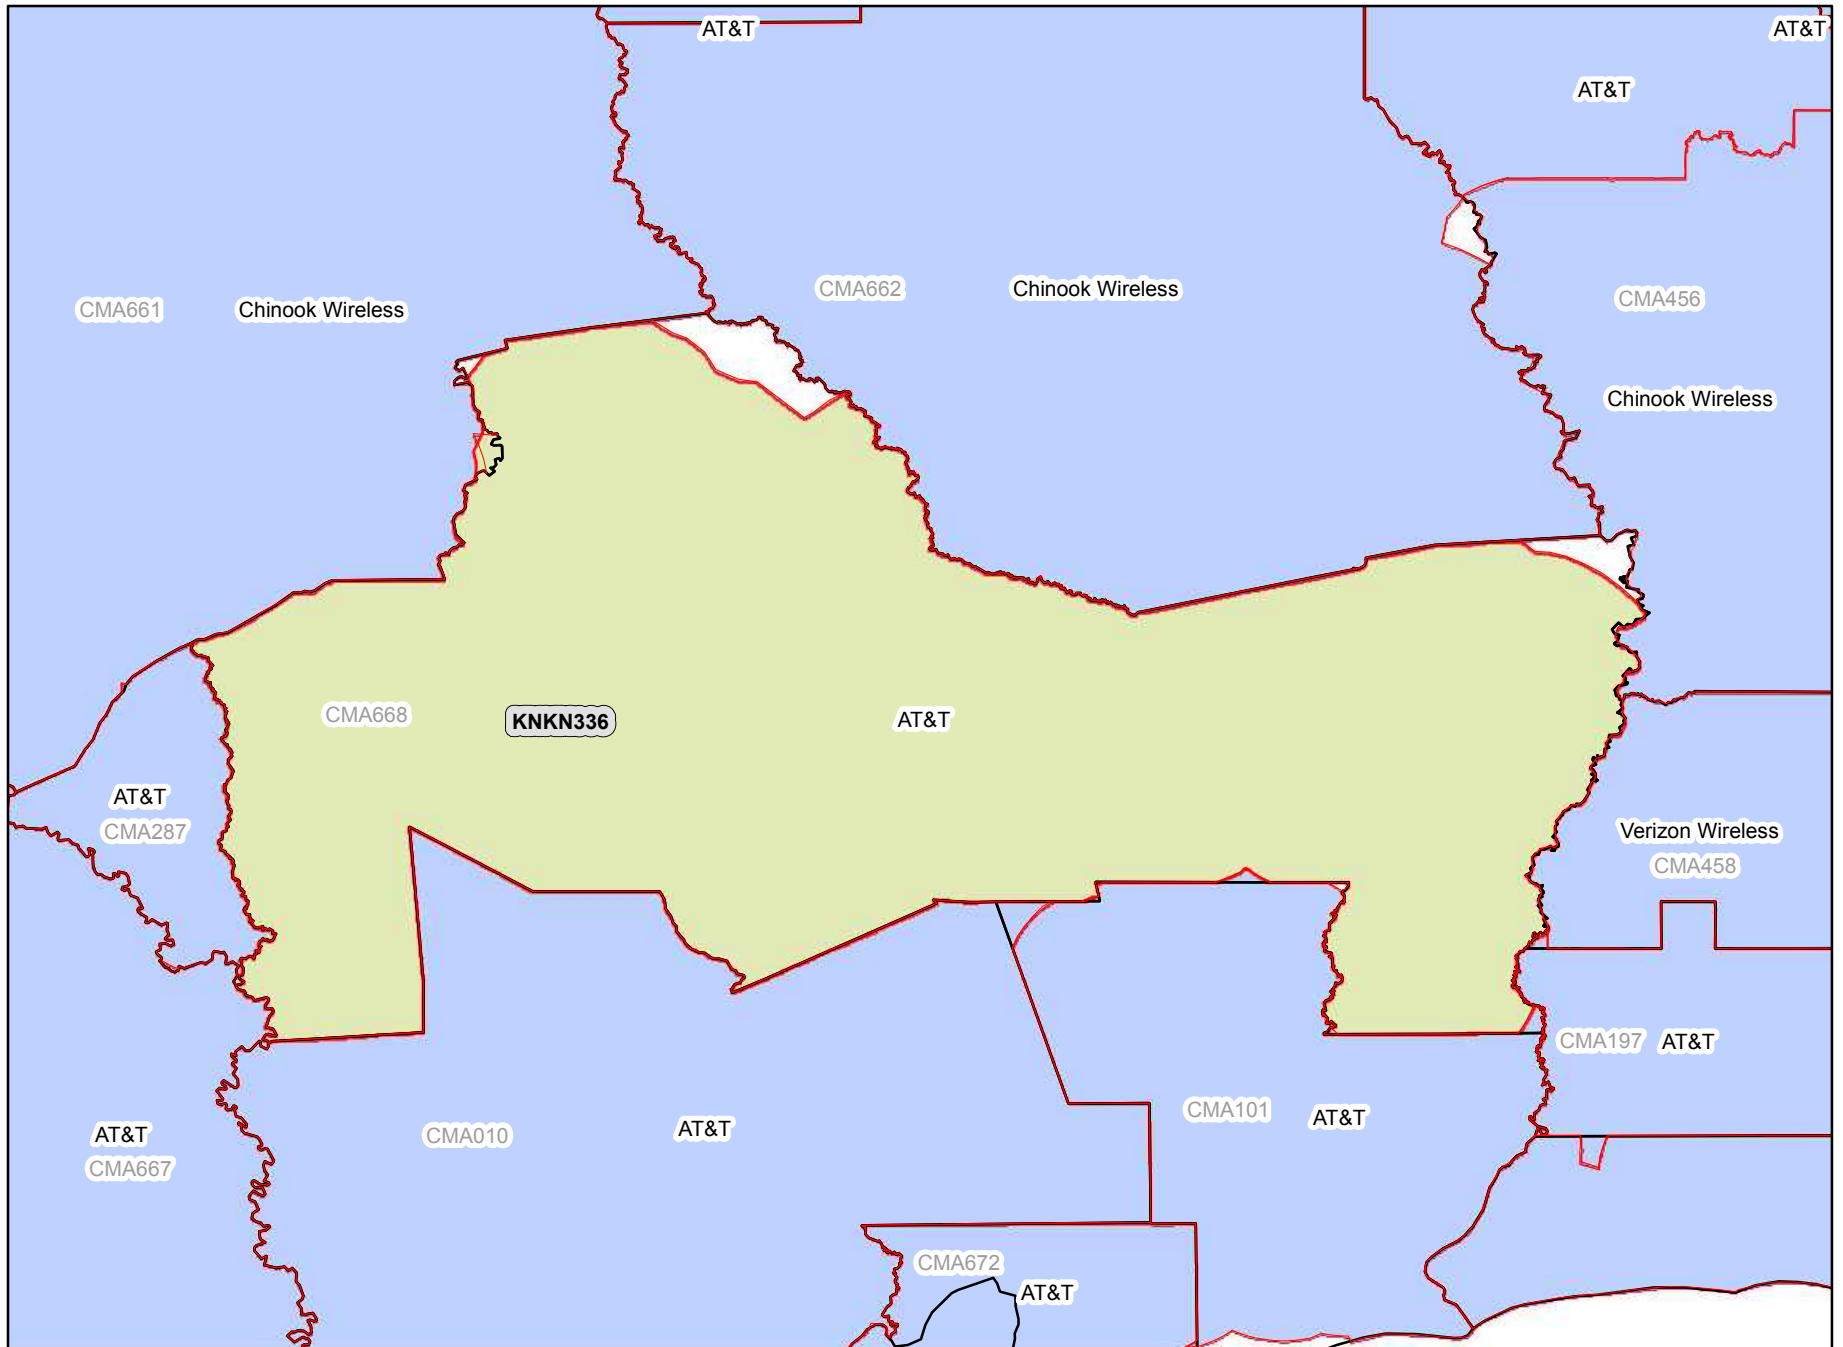 AT&T
AT&T
AT&T
CMA661
Chinook Wireless
CMA662
Chinook Wireless
CMA456
Chinook Wireless
CMA668
KNKN336
AT&T
AT&T
CMA287
Verizon Wireless
CMA458
CMA197
AT&T
AT&T
CMA667
CMA010
AT&T
CMA101
AT&T
CMA672
AT&T